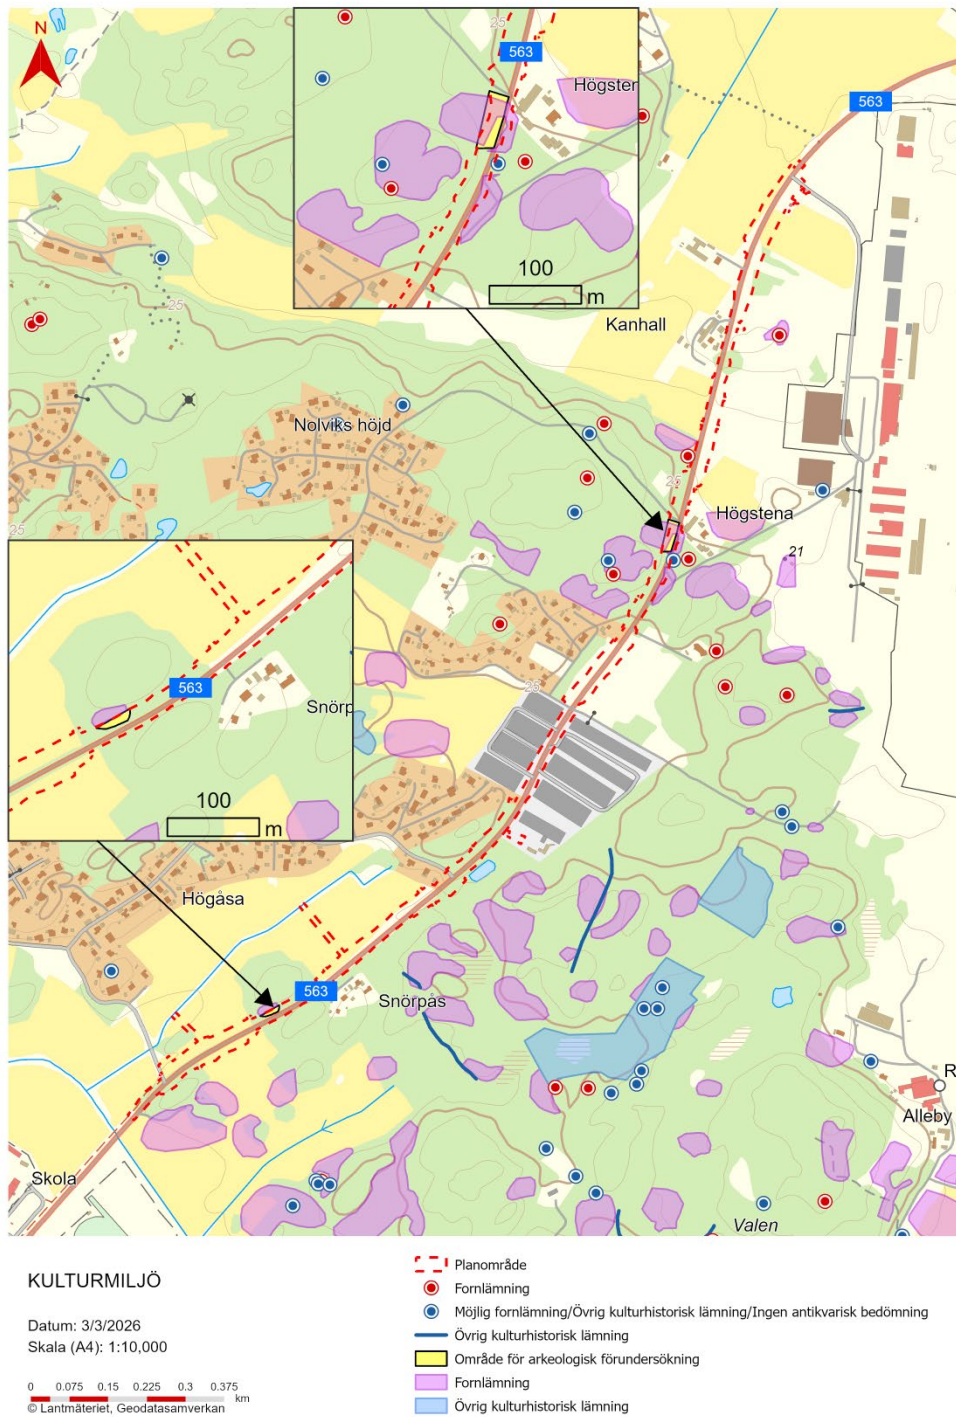 N
25
563
Högster
563
100
m
25
Kanhall
Nolviks höjd
25
25
Högstena
21
563
Snörp
25
100
m
Högåsa
563
Snörpås
R
Alleby
Skola
Valen
KULTURMILJÖ
Datum: 3/3/2026
Skala (A4): 1:10,000
0 0.075 0.15 0.225 0.3 0.375
km
© Lantmäteriet, Geodatasamverkan
Planområde
Fornlämning
Möjlig fornlämning/Övrig kulturhistorisk lämning/Ingen antikvarisk bedömning
Övrig kulturhistorisk lämning
Område för arkeologisk förundersökning
Fornlämning
Övrig kulturhistorisk lämning